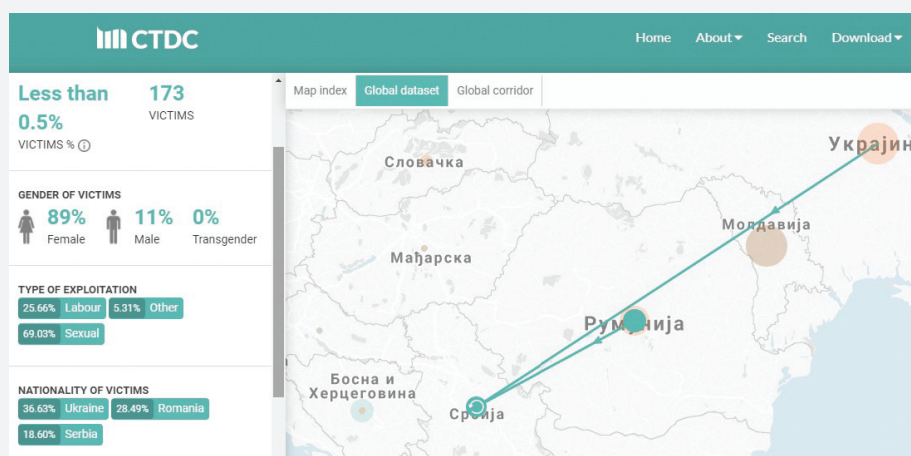 CTDC
Home About Search Download
Less than 0.5%
VICTIMS %
173
VICTIMS
GENDER OF VICTIMS
89%
Female
11%
Male
0%
Transgender
TYPE OF EXPLOITATION
25.66% Labour 5.31% Other
69.03% Sexual
NATIONALITY OF VICTIMS
36.63% Ukraine 28.49% Romania
18.60% Serbia
Map index Global dataset Global corridor
Украјин
Словачка
Молдавија
Мађарска
Румунија
Босна и
Херцеговина
Србија